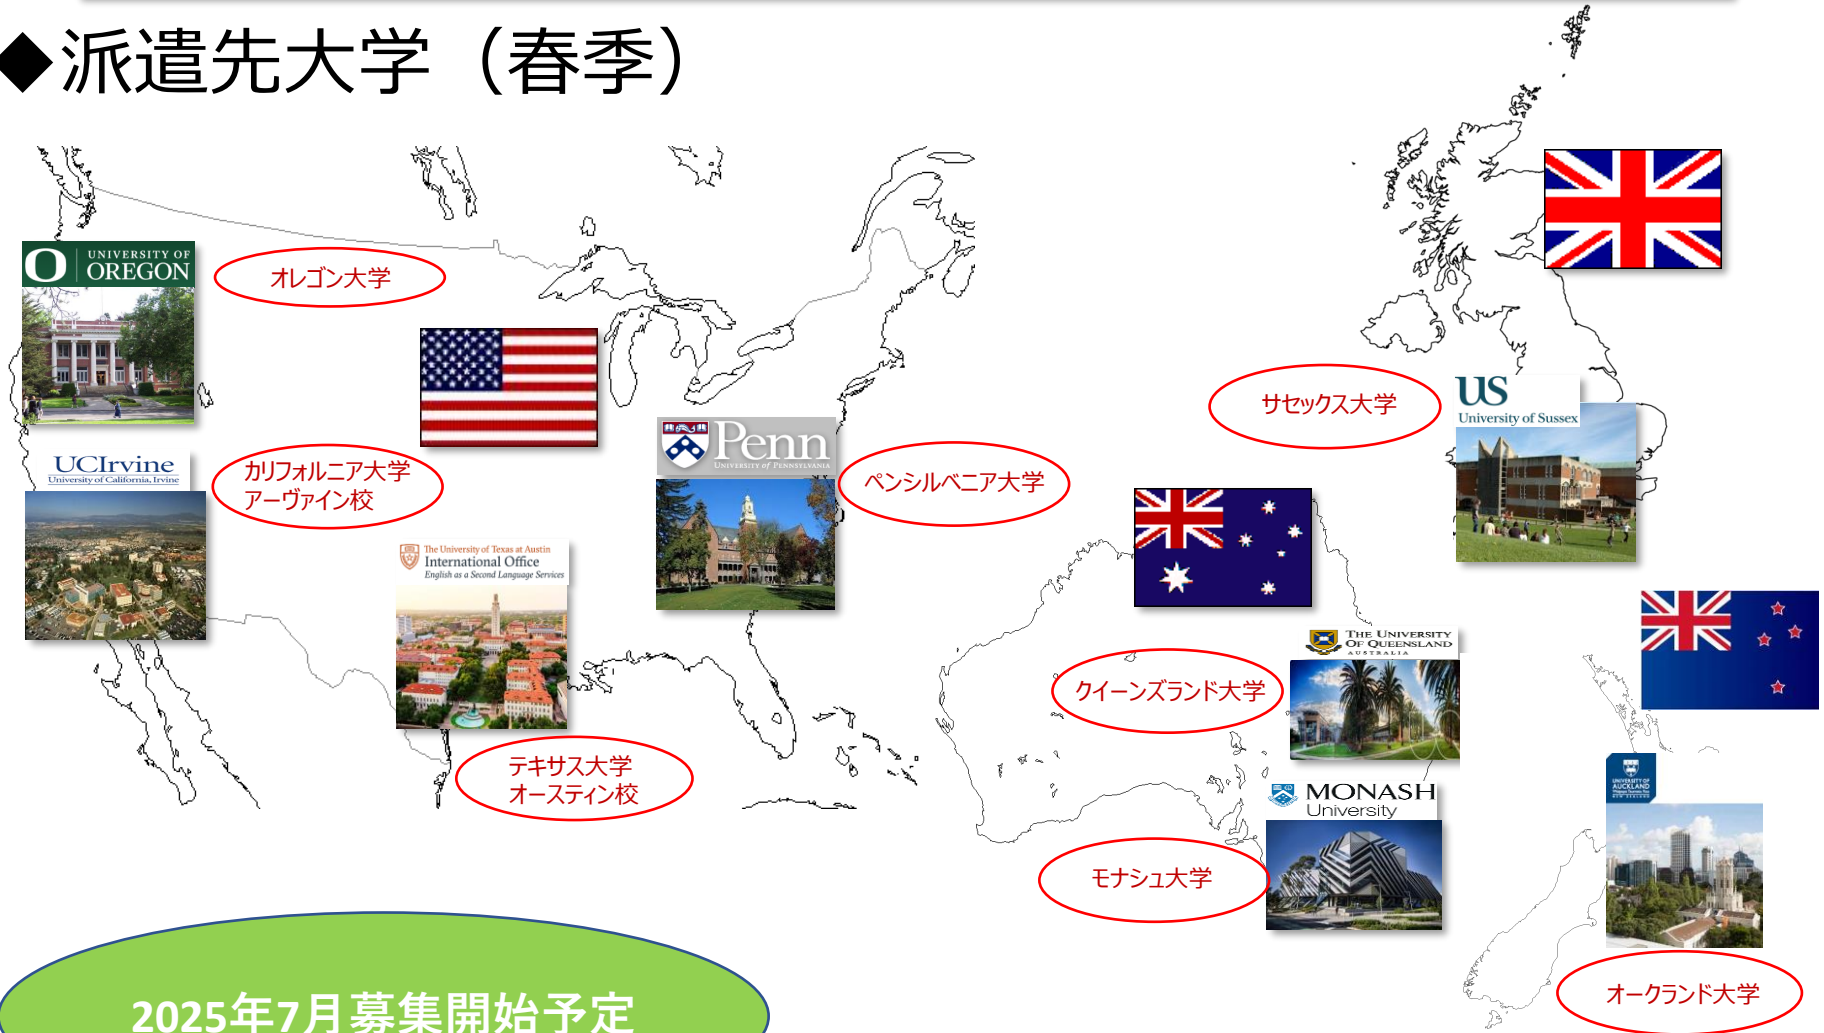 ◆派遣先大学（春季）
UNIVERSITY OF
OREGON
オレゴン大学
UCIrvine
University of California, Irvine
カリフォルニア大学
アーヴァイン校
Penn
UNIVERSITY of PENNSYLVANIA
ペンシルベニア大学
The University of Texas at Austin
International Office
English as a Second Language Services
テキサス大学
オースティン校
US
University of Sussex
サセックス大学
THE UNIVERSITY
OF QUEENSLAND
AUSTRALIA
クイーンズランド大学
MONASH
University
モナシュ大学
UNIVERSITY OF
AUCKLAND
NEW ZEALAND
オークランド大学
2025年7月募集開始予定